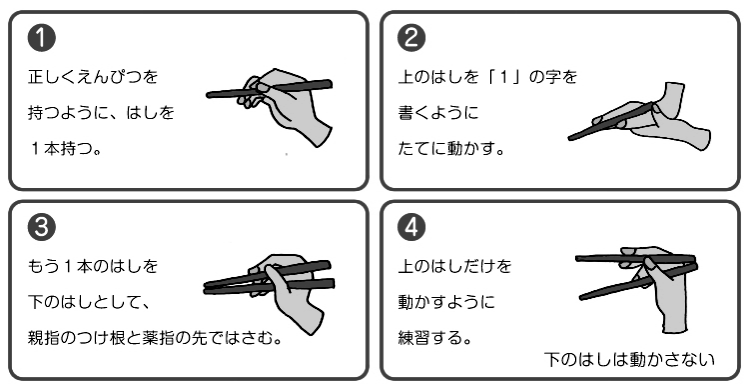 1
正しくえんぴつを
持つように、はしを
１本持つ。
2
上のはしを「１」の字を
書くように
たてに動かす。
3
もう１本のはしを
下のはしとして、
親指のつけ根と薬指の先ではさむ。
4
上のはしだけを
動かすように
練習する。
下のはしは動かさない